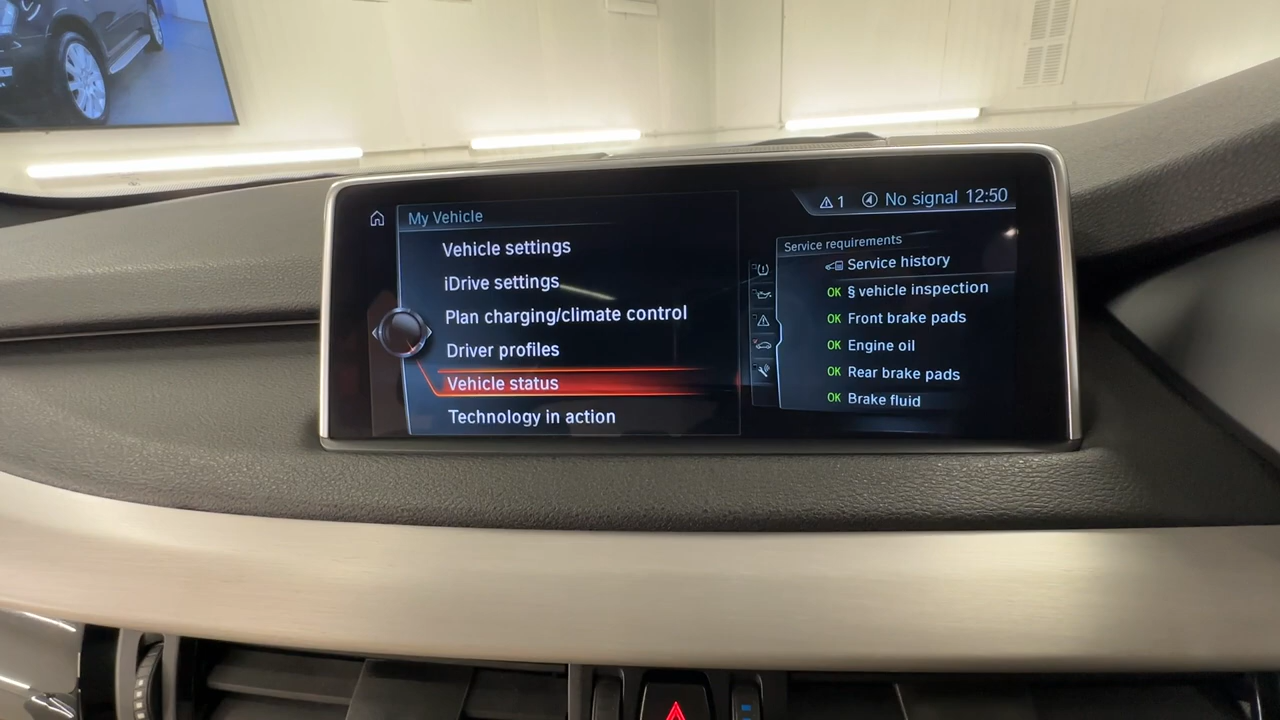 My Vehicle
Vehicle settings
iDrive settings
Plan charging/climate control
Driver profiles
Vehicle status
Technology in action
1 No signal 12:50
Service requirements
Service history
OK § vehicle inspection
OK Front brake pads
OK Engine oil
OK Rear brake pads
OK Brake fluid